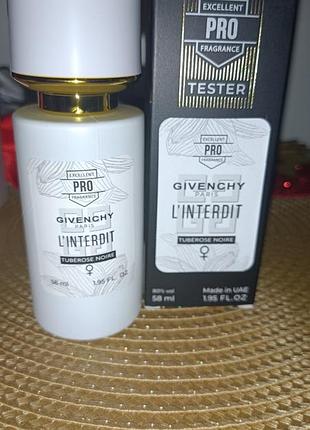 EXCELLENT
PRO
FRAGRANCE
GIVENCHY
PARIS
L'INTERDIT
TUBEROSE NOIRE
58 ml
1.95 FL. OZ
EXCELLENT
PRO
FRAGRANCE
TESTER
EXCELLENT
PRO
FRAGRANCE
GIVENCHY
PARIS
L'INTERDIT
TUBEROSE NOIRE
80% vol
Made in UAE
58 ml
1.95 FL.OZ